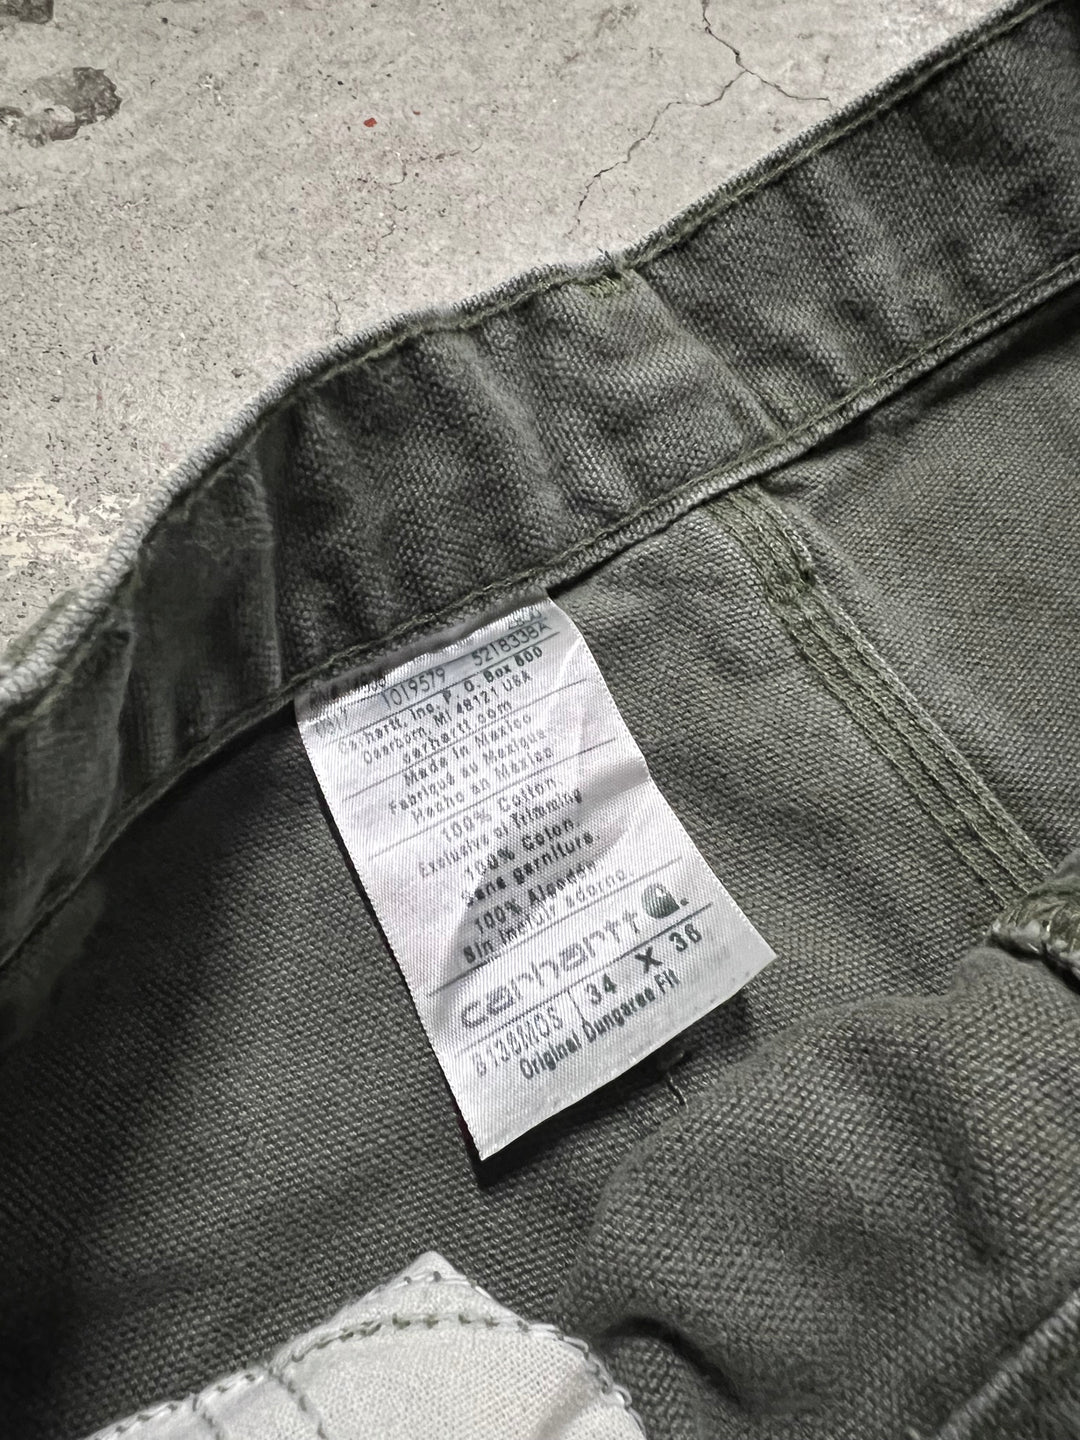 1019579 5218338A
Carhartt, Inc. P. O. Box 600
Dearborn, MI 48121 USA
carhartt.com
Made in Mexico
Fabriqué au Mexique
Hecho en México
100% Cotton
Exclusive of Trimming
100% Coton
Sans garniture
100% Algodón
Sin incluir adorno
carhartt
B136MOS 34 X 36
Original Dungaree Fit